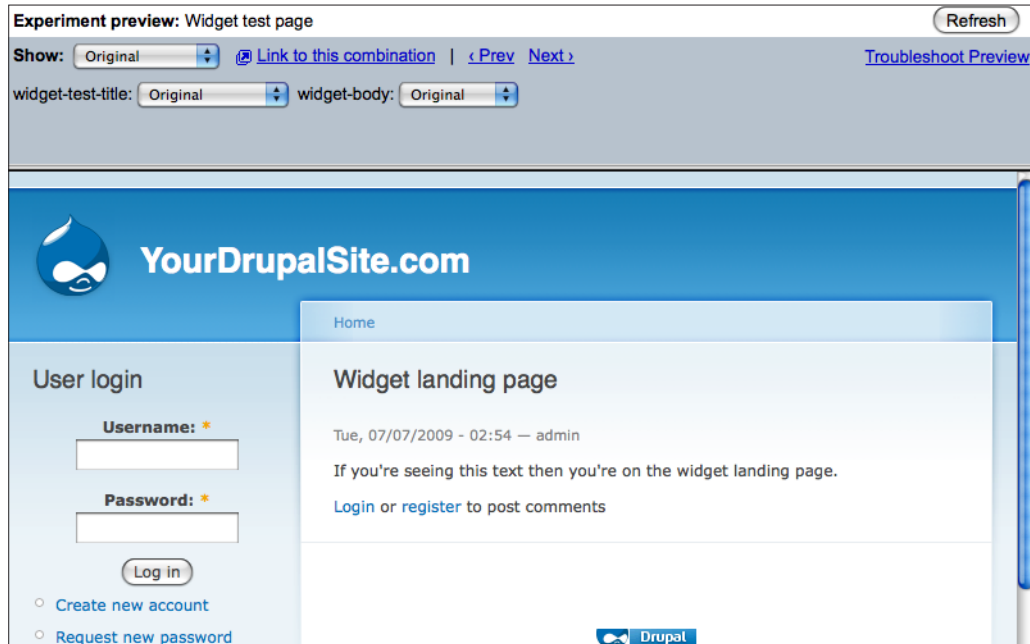 Experiment preview: Widget test page Refresh
Show: Original Link to this combination | ‹ Prev Next › Troubleshoot Preview
widget-test-title: Original widget-body: Original
YourDrupalSite.com
Home
User login
Widget landing page
Username: *
Tue, 07/07/2009 - 02:54 — admin
If you're seeing this text then you're on the widget landing page.
Password: *
Login or register to post comments
Log in
Create new account
Request new password
Drupal